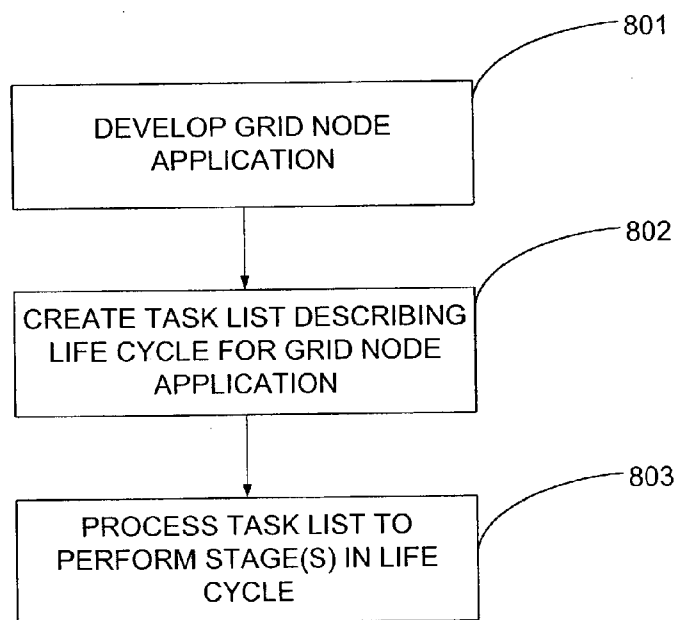 801
DEVELOP GRID NODE
APPLICATION
802
CREATE TASK LIST DESCRIBING
LIFE CYCLE FOR GRID NODE
APPLICATION
803
PROCESS TASK LIST TO
PERFORM STAGE(S) IN LIFE
CYCLE